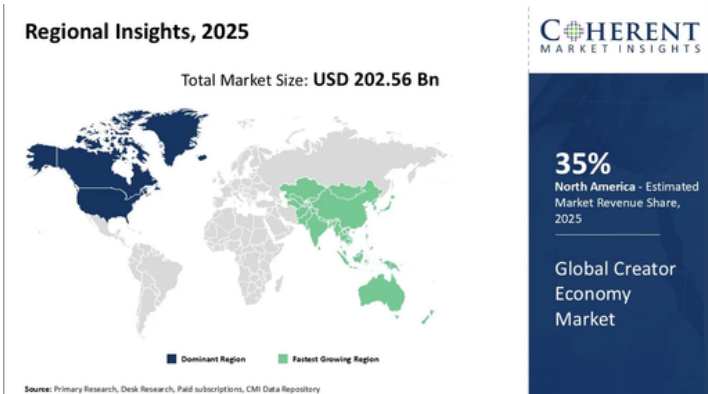 Regional Insights, 2025
Total Market Size: USD 202.56 Bn
Dominant Region
Fastest Growing Region
Source: Primary Research, Desk Research, Paid subscriptions, CMI Data Repository
COHERENT
MARKET INSIGHTS
35%
North America - Estimated
Market Revenue Share,
2025
Global Creator
Economy
Market